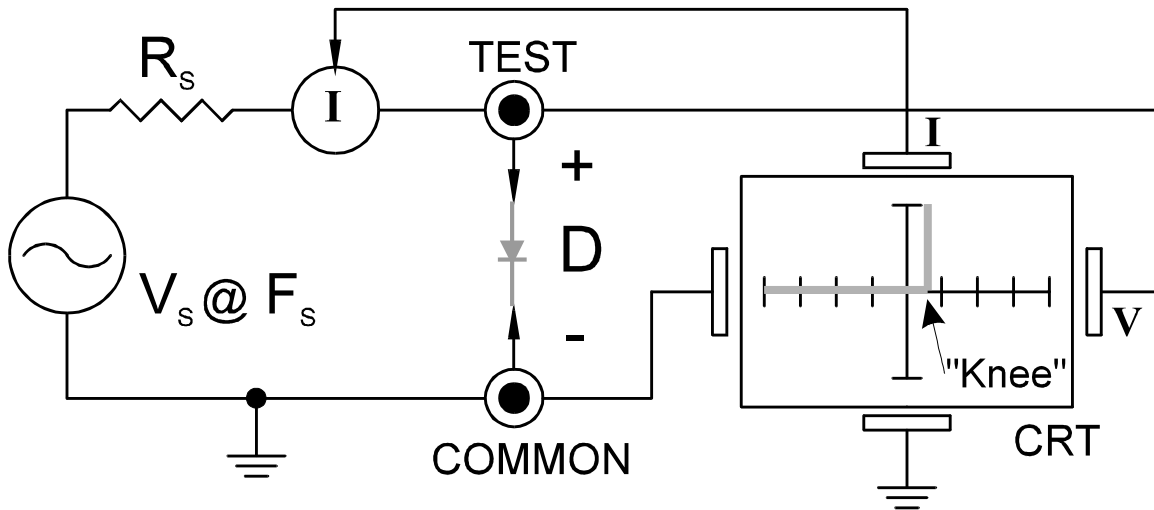 R_S
I
TEST
I
+
D
-
V_S @ F_S
V
"Knee"
COMMON
CRT